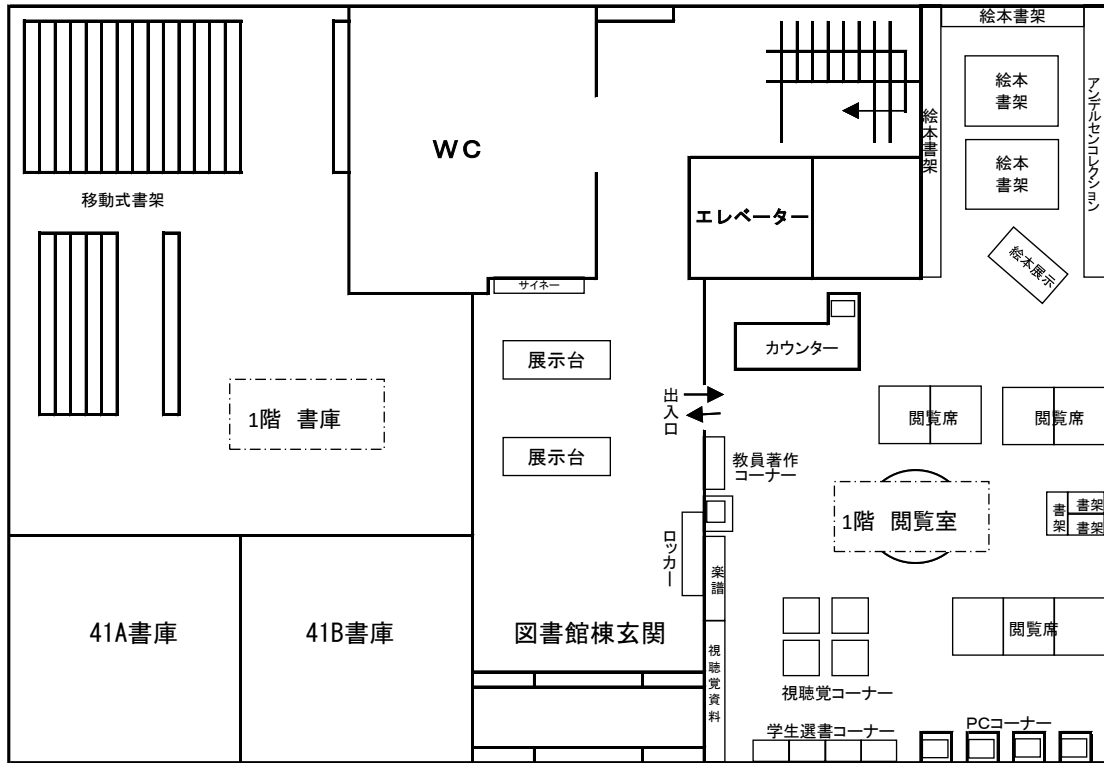 絵本書架
WC
絵本
書架
絵本書架
アンデルセンコレクション
絵本
書架
移動式書架
エレベーター
絵本展示
サイネー
カウンター
展示台
出入口
1階 書庫
閲覧席
閲覧席
展示台
教員著作
コーナー
1階 閲覧室
書架
書架
書架
ロッカー
楽譜
41A書庫
41B書庫
図書館棟玄関
閲覧席
視聴覚資料
視聴覚コーナー
学生選書コーナー
PCコーナー